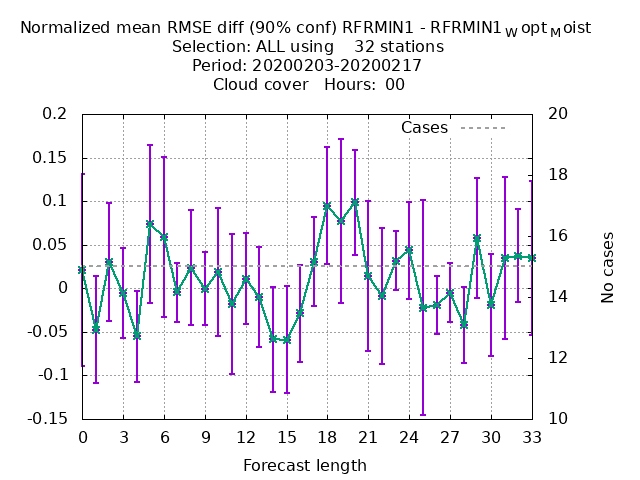 Normalized mean RMSE diff (90% conf) RFRMIN1 - RFRMIN1WoptMoist
Selection: ALL using 32 stations
Period: 20200203-20200217
Cloud cover Hours: 00
Cases
0.2
0.15
0.1
0.05
0
-0.05
-0.1
-0.15
20
18
16
14
12
10
No cases
0 3 6 9 12 15 18 21 24 27 30 33
Forecast length